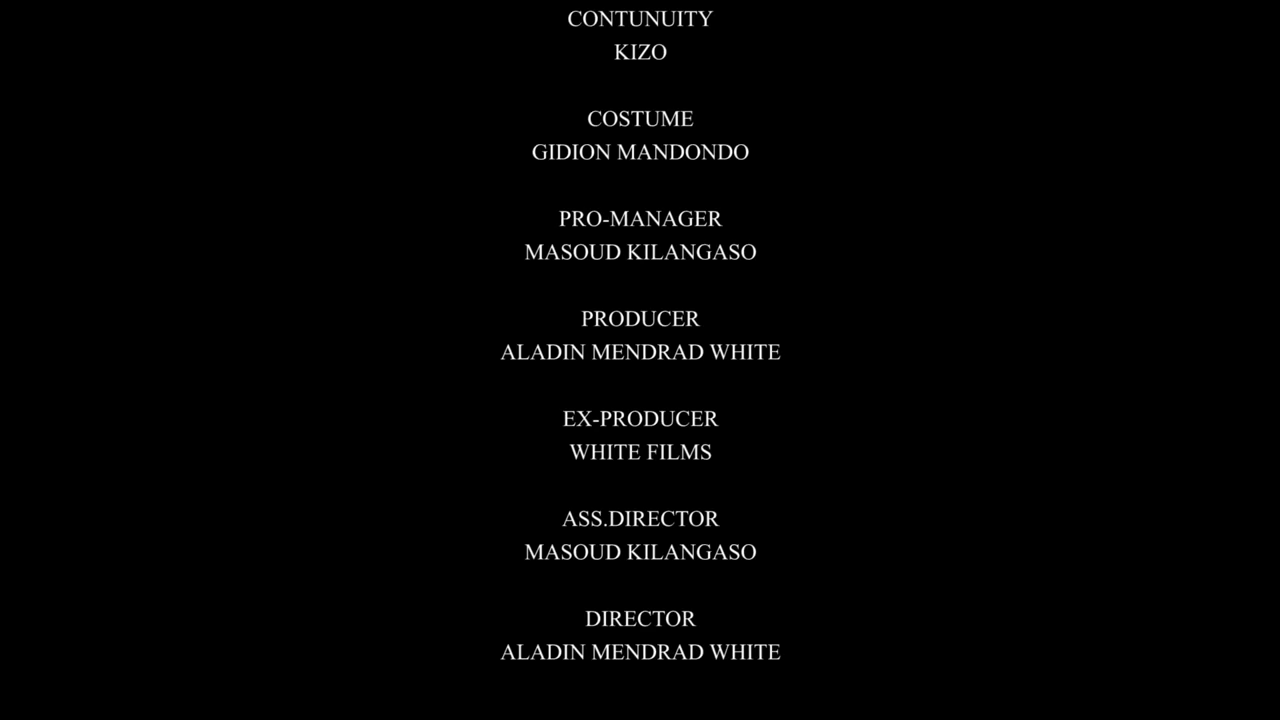 CONTUNUITY
KIZO
COSTUME
GIDION MANDONDO
PRO-MANAGER
MASOUD KILANGASO
PRODUCER
ALADIN MENDRAD WHITE
EX-PRODUCER
WHITE FILMS
ASS.DIRECTOR
MASOUD KILANGASO
DIRECTOR
ALADIN MENDRAD WHITE